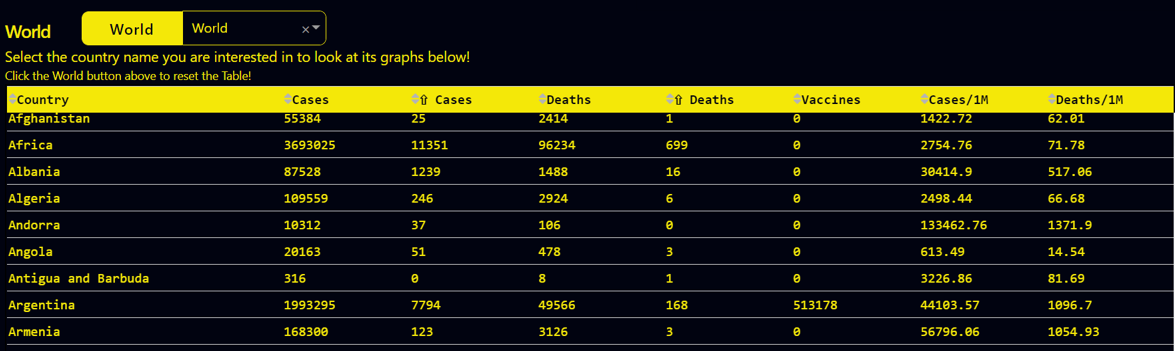 World World World ×
Select the country name you are interested in to look at its graphs below!
Click the World button above to reset the Table!
Country Cases ⇧ Cases Deaths ⇧ Deaths Vaccines Cases/1M Deaths/1M
Afghanistan 55384 25 2414 1 0 1422.72 62.01
Africa 3693025 11351 96234 699 0 2754.76 71.78
Albania 87528 1239 1488 16 0 30414.9 517.06
Algeria 109559 246 2924 6 0 2498.44 66.68
Andorra 10312 37 106 0 0 133462.76 1371.9
Angola 20163 51 478 3 0 613.49 14.54
Antigua and Barbuda 316 0 8 1 0 3226.86 81.69
Argentina 1993295 7794 49566 168 513178 44103.57 1096.7
Armenia 168300 123 3126 3 0 56796.06 1054.93